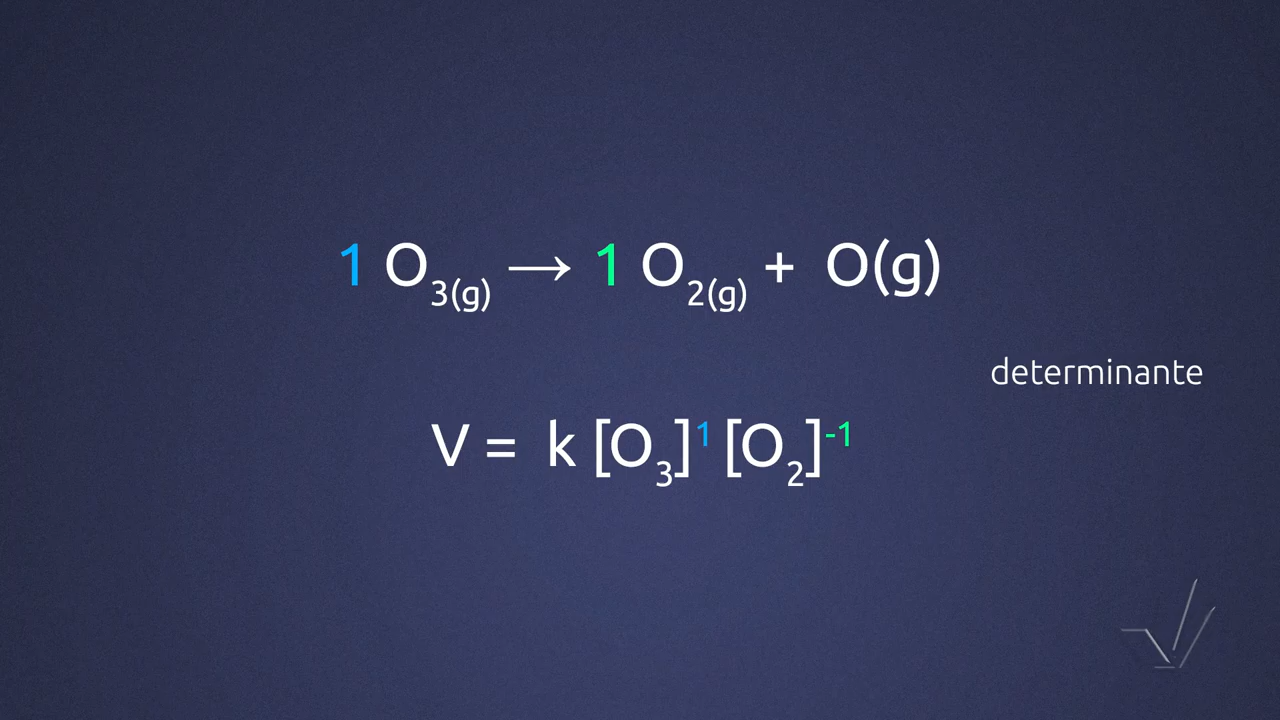 1 O₃₍g₎ → 1 O₂₍g₎ + O(g)
determinante
V = k [O₃]¹ [O₂]⁻¹